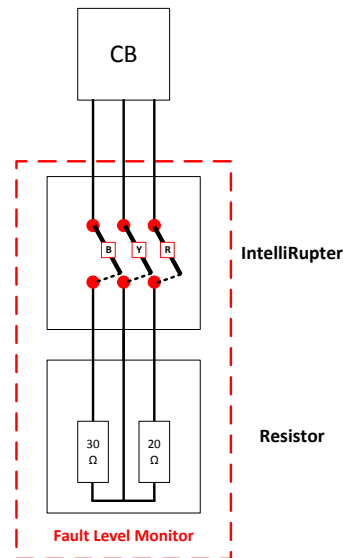 CB
B Y R
IntelliRupter
30
Ω
20
Ω
Resistor
Fault Level Monitor